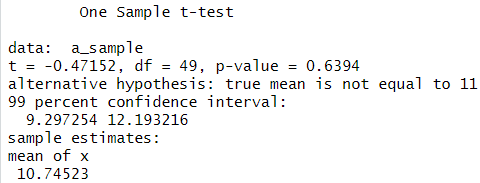 One Sample t-test
data:  a_sample
t = -0.47152, df = 49, p-value = 0.6394
alternative hypothesis: true mean is not equal to 11
99 percent confidence interval:
9.297254 12.193216
sample estimates:
mean of x
10.74523